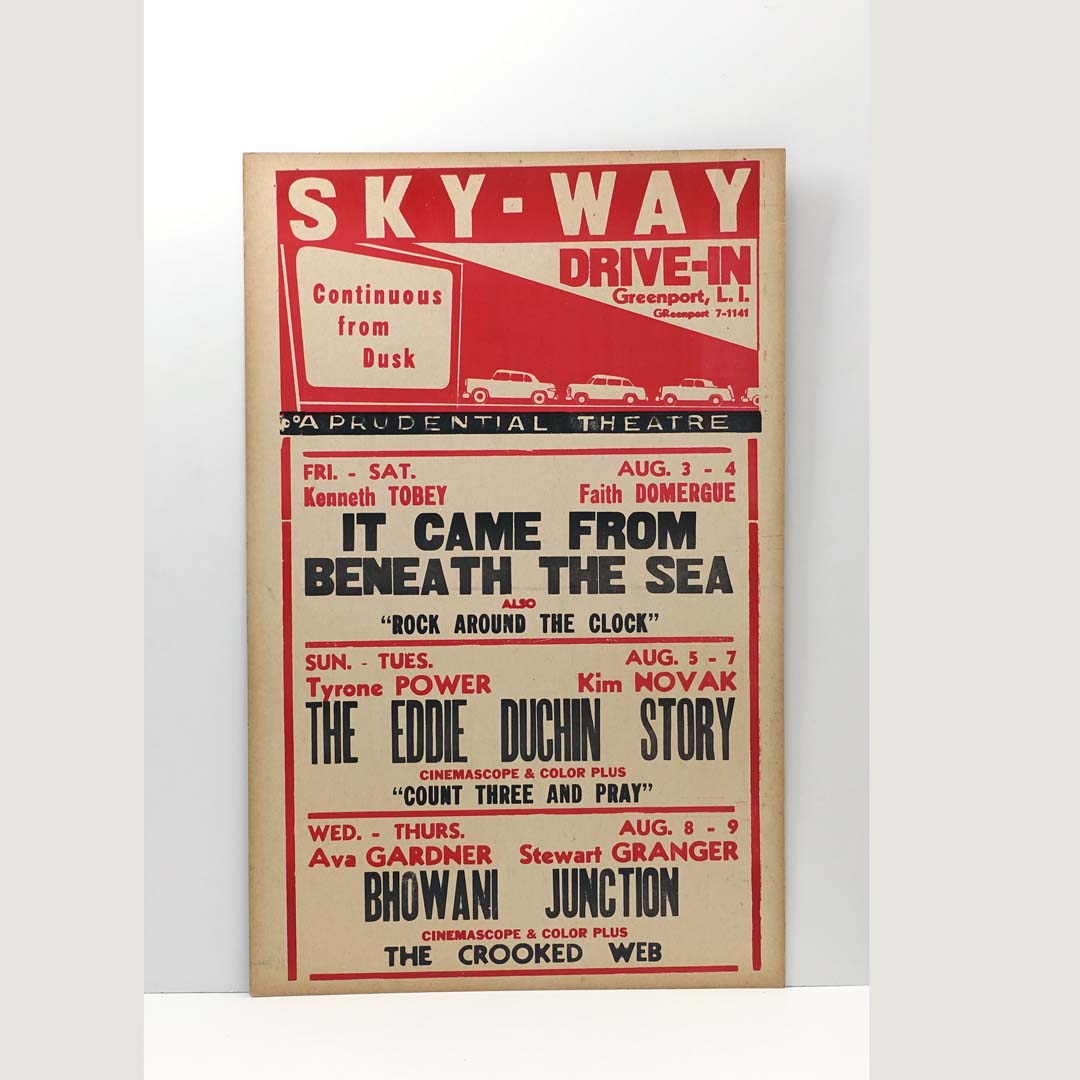 SKY-WAY
DRIVE-IN
Greenport, L. I.
GReenport 7-1141
Continuous
from
Dusk
A PRUDENTIAL THEATRE
FRI. - SAT. AUG. 3 - 4
Kenneth TOBEY Faith DOMERGUE
IT CAME FROM
BENEATH THE SEA
ALSO
“ROCK AROUND THE CLOCK”
SUN. - TUES. AUG. 5 - 7
Tyrone POWER Kim NOVAK
THE EDDIE DUCHIN STORY
CINEMASCOPE & COLOR PLUS
“COUNT THREE AND PRAY”
WED. - THURS. AUG. 8 - 9
Ava GARDNER Stewart GRANGER
BHOWANI JUNCTION
CINEMASCOPE & COLOR PLUS
THE CROOKED WEB